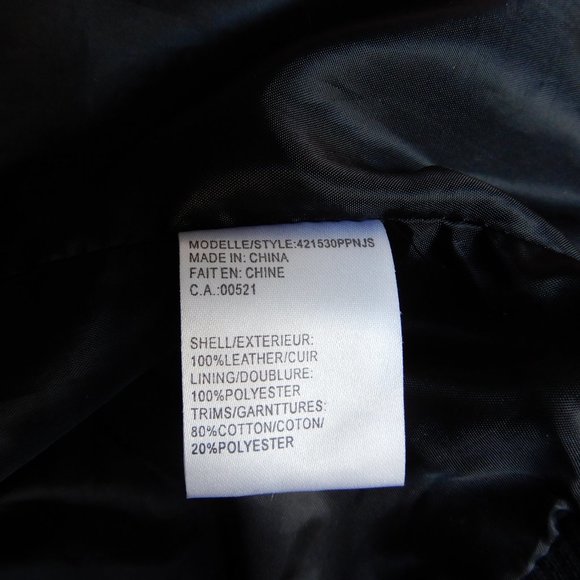 MODELLE/STYLE:421530PPNJS
MADE IN: CHINA
FAIT EN: CHINE
C.A.:00521
SHELL/EXTERIEUR:
100%LEATHER/CUIR
LINING/DOUBLURE:
100%POLYESTER
TRIMS/GARNTTURES:
80%COTTON/COTON/
20%POLYESTER